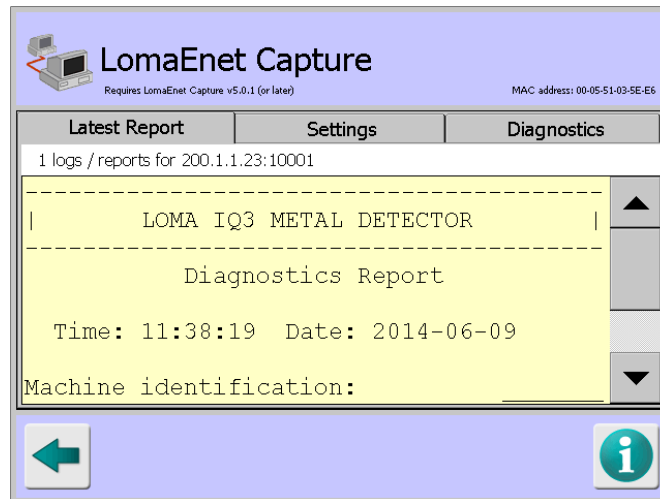 LomaEnet Capture
Requires LomaEnet Capture v5.0.1 (or later)
MAC address: 00-05-51-03-5E-E6
Latest Report
Settings
Diagnostics
1 logs / reports for 200.1.1.23:10001
------------------------------------------
| LOMA IQ3 METAL DETECTOR |
------------------------------------------
Diagnostics Report
Time: 11:38:19 Date: 2014-06-09
Machine identification: ________
i